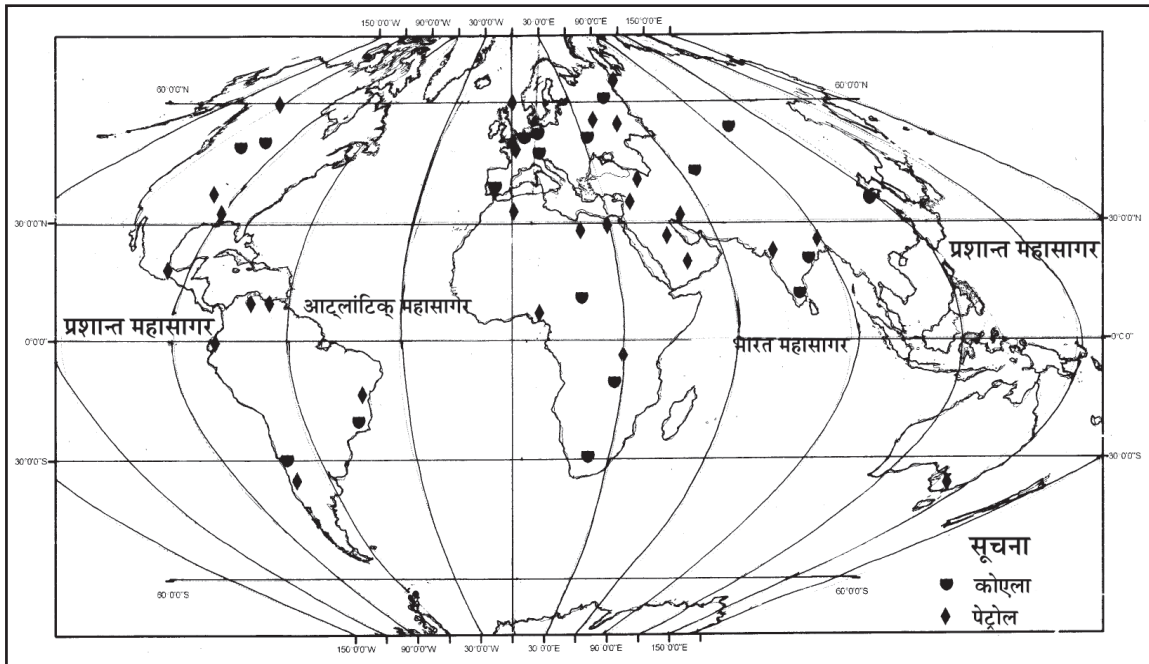 150 ̊0'0"W 90 ̊0'0"W 30 ̊0'0"W 30 ̊0'0"E 90 ̊0'0"E 150 ̊0'0"E
60 ̊0'0"N 60 ̊0'0"N
30 ̊0'0"N 30 ̊0'0"N
प्रशान्त महासागर
आट्लांटिक् महासागर
प्रशान्त महासागर
0 ̊0'0" 0 ̊0'0"
भारत महासागर
30 ̊0'0"S 30 ̊0'0"S
सूचना
कोएला
पेट्रोल
60 ̊0'0"S 60 ̊0'0"S
150 ̊0'0"W 90 ̊0'0"W 30 ̊0'0"W 30 ̊0'0"E 90 ̊0'0"E 150 ̊0'0"E